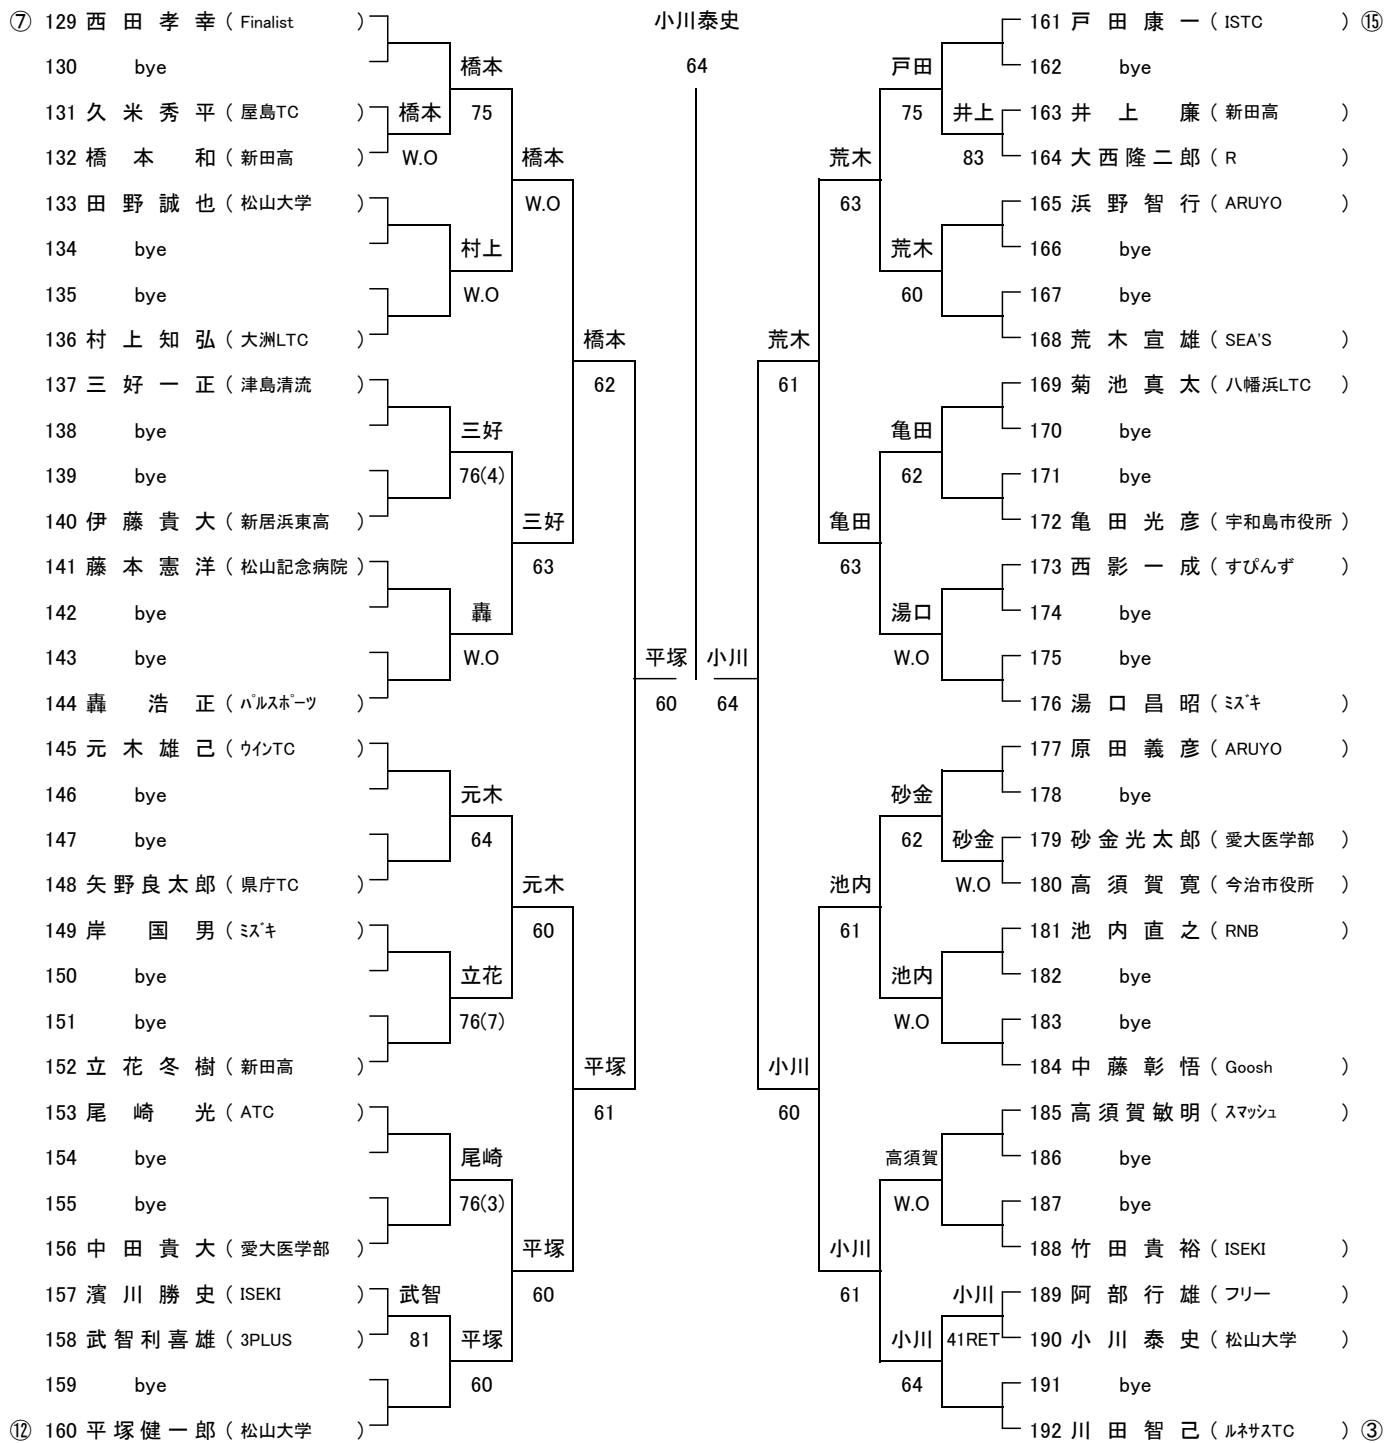 小川泰史
64
⑦ 129 西田孝幸 ( Finalist )
130 bye
橋本
131 久米秀平 ( 屋島TC ) 橋本 75
132 橋本和 ( 新田高 ) W.O 橋本
133 田野誠也 ( 松山大学 ) W.O
134 bye 村上
135 bye W.O
136 村上知弘 ( 大洲LTC ) 橋本
137 三好一正 ( 津島清流 ) 62
138 bye 三好
139 bye 76(4)
140 伊藤貴大 ( 新居浜東高 ) 三好
141 藤本憲洋 ( 松山記念病院 ) 63
142 bye 轟
143 bye W.O 平塚
144 轟浩正 ( パルスポーツ ) 60
145 元木雄己 ( ウインTC )
146 bye 元木
147 bye 64
148 矢野良太郎 ( 県庁TC ) 元木
149 岸国男 ( ミズキ ) 60
150 bye 立花
151 bye 76(7)
152 立花冬樹 ( 新田高 ) 平塚
153 尾崎光 ( ATC ) 61
154 bye 尾崎
155 bye 76(3)
156 中田貴大 ( 愛大医学部 ) 平塚
157 濱川勝史 ( ISEKI ) 武智 60
158 武智利喜雄 ( 3PLUS ) 81 平塚
159 bye 60
⑫ 160 平塚健一郎 ( 松山大学 )
161 戸田康一 ( ISTC ) ⑮
戸田 162 bye
75 井上 163 井上廉 ( 新田高 )
荒木 83 164 大西隆二郎 ( R )
63 165 浜野智行 ( ARUYO )
荒木 166 bye
60 167 bye
荒木 168 荒木宣雄 ( SEA'S )
61 169 菊池真太 ( 八幡浜LTC )
亀田 170 bye
62 171 bye
亀田 172 亀田光彦 ( 宇和島市役所 )
63 173 西影一成 ( すぴんず )
湯口 174 bye
小川 W.O 175 bye
64 176 湯口昌昭 ( ミズキ )
177 原田義彦 ( ARUYO )
砂金 178 bye
62 砂金 179 砂金光太郎 ( 愛大医学部 )
池内 W.O 180 高須賀寛 ( 今治市役所 )
61 181 池内直之 ( RNB )
池内 182 bye
W.O 183 bye
小川 184 中藤彰悟 ( Goosh )
60 185 高須賀敏明 ( スマッシュ )
高須賀 186 bye
W.O 187 bye
小川 188 竹田貴裕 ( ISEKI )
61 小川 189 阿部行雄 ( フリー )
小川 41RET 190 小川泰史 ( 松山大学 )
64 191 bye
192 川田智己 ( ルネサスTC ) ③